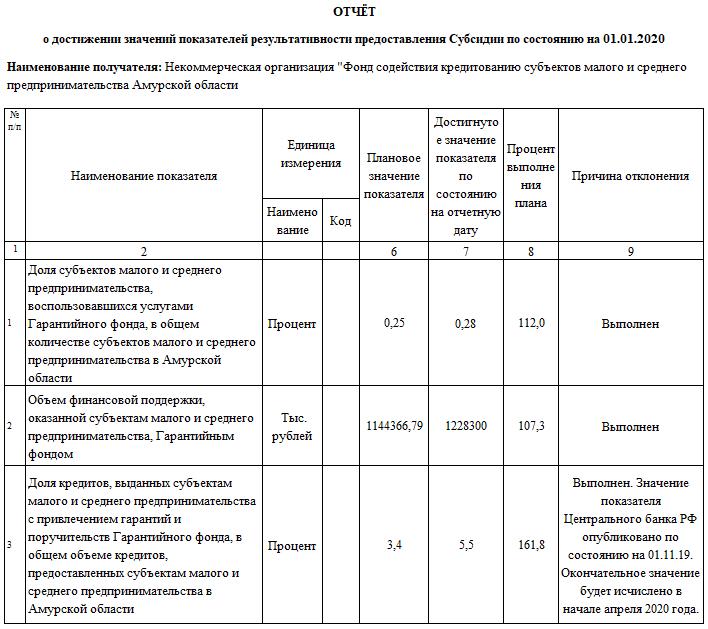 ОТЧЁТ
о достижении значений показателей результативности предоставления Субсидии по состоянию на 01.01.2020
Наименование получателя: Некоммерческая организация "Фонд содействия кредитованию субъектов малого и среднего
предпринимательства Амурской области
№
п/п
Наименование показателя
Единица
измерения
Наимено
вание
Код
Плановое
значение
показателя
Достигнуто
е значение
показателя
по
состоянию
на отчетную
дату
Процент
выполне
ния
плана
Причина отклонения
1
2
6
7
8
9
1
Доля субъектов малого и среднего
предпринимательства,
воспользовавшихся услугами
Гарантийного фонда, в общем
количестве субъектов малого и среднего
предпринимательства в Амурской
области
Процент
0,25
0,28
112,0
Выполнен
2
Объем финансовой поддержки,
оказанной субъектам малого и среднего
предпринимательства, Гарантийным
фондом
Тыс.
рублей
1144366,79
1228300
107,3
Выполнен
3
Доля кредитов, выданных субъектам
малого и среднего предпринимательства
с привлечением гарантий и
поручительств Гарантийного фонда, в
общем объеме кредитов,
предоставленных субъектам малого и
среднего предпринимательства в
Амурской области
Процент
3,4
5,5
161,8
Выполнен. Значение
показателя
Центрального банка РФ
опубликовано по
состоянию на 01.11.19.
Окончательное значение
будет исчислено в
начале апреля 2020 года.